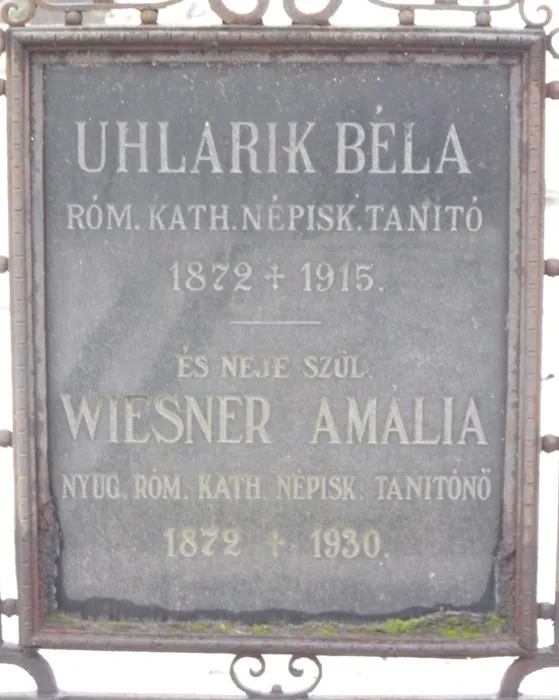 UHLARIK BÉLA
RÓM. KATH. NÉPISK. TANITÓ
1872 + 1915.
ÉS NEJE SZÜL.
WIESNER AMÁLIA
NYUG. RÓM. KATH. NÉPISK. TANITÓNŐ
1872 + 1930.